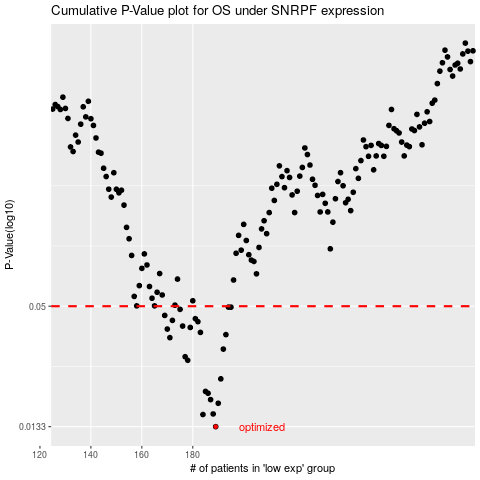 Cumulative P-Value plot for OS under SNRPF expression
P-Value(log10)
0.05
0.0133
optimized
120 140 160 180
# of patients in 'low exp' group